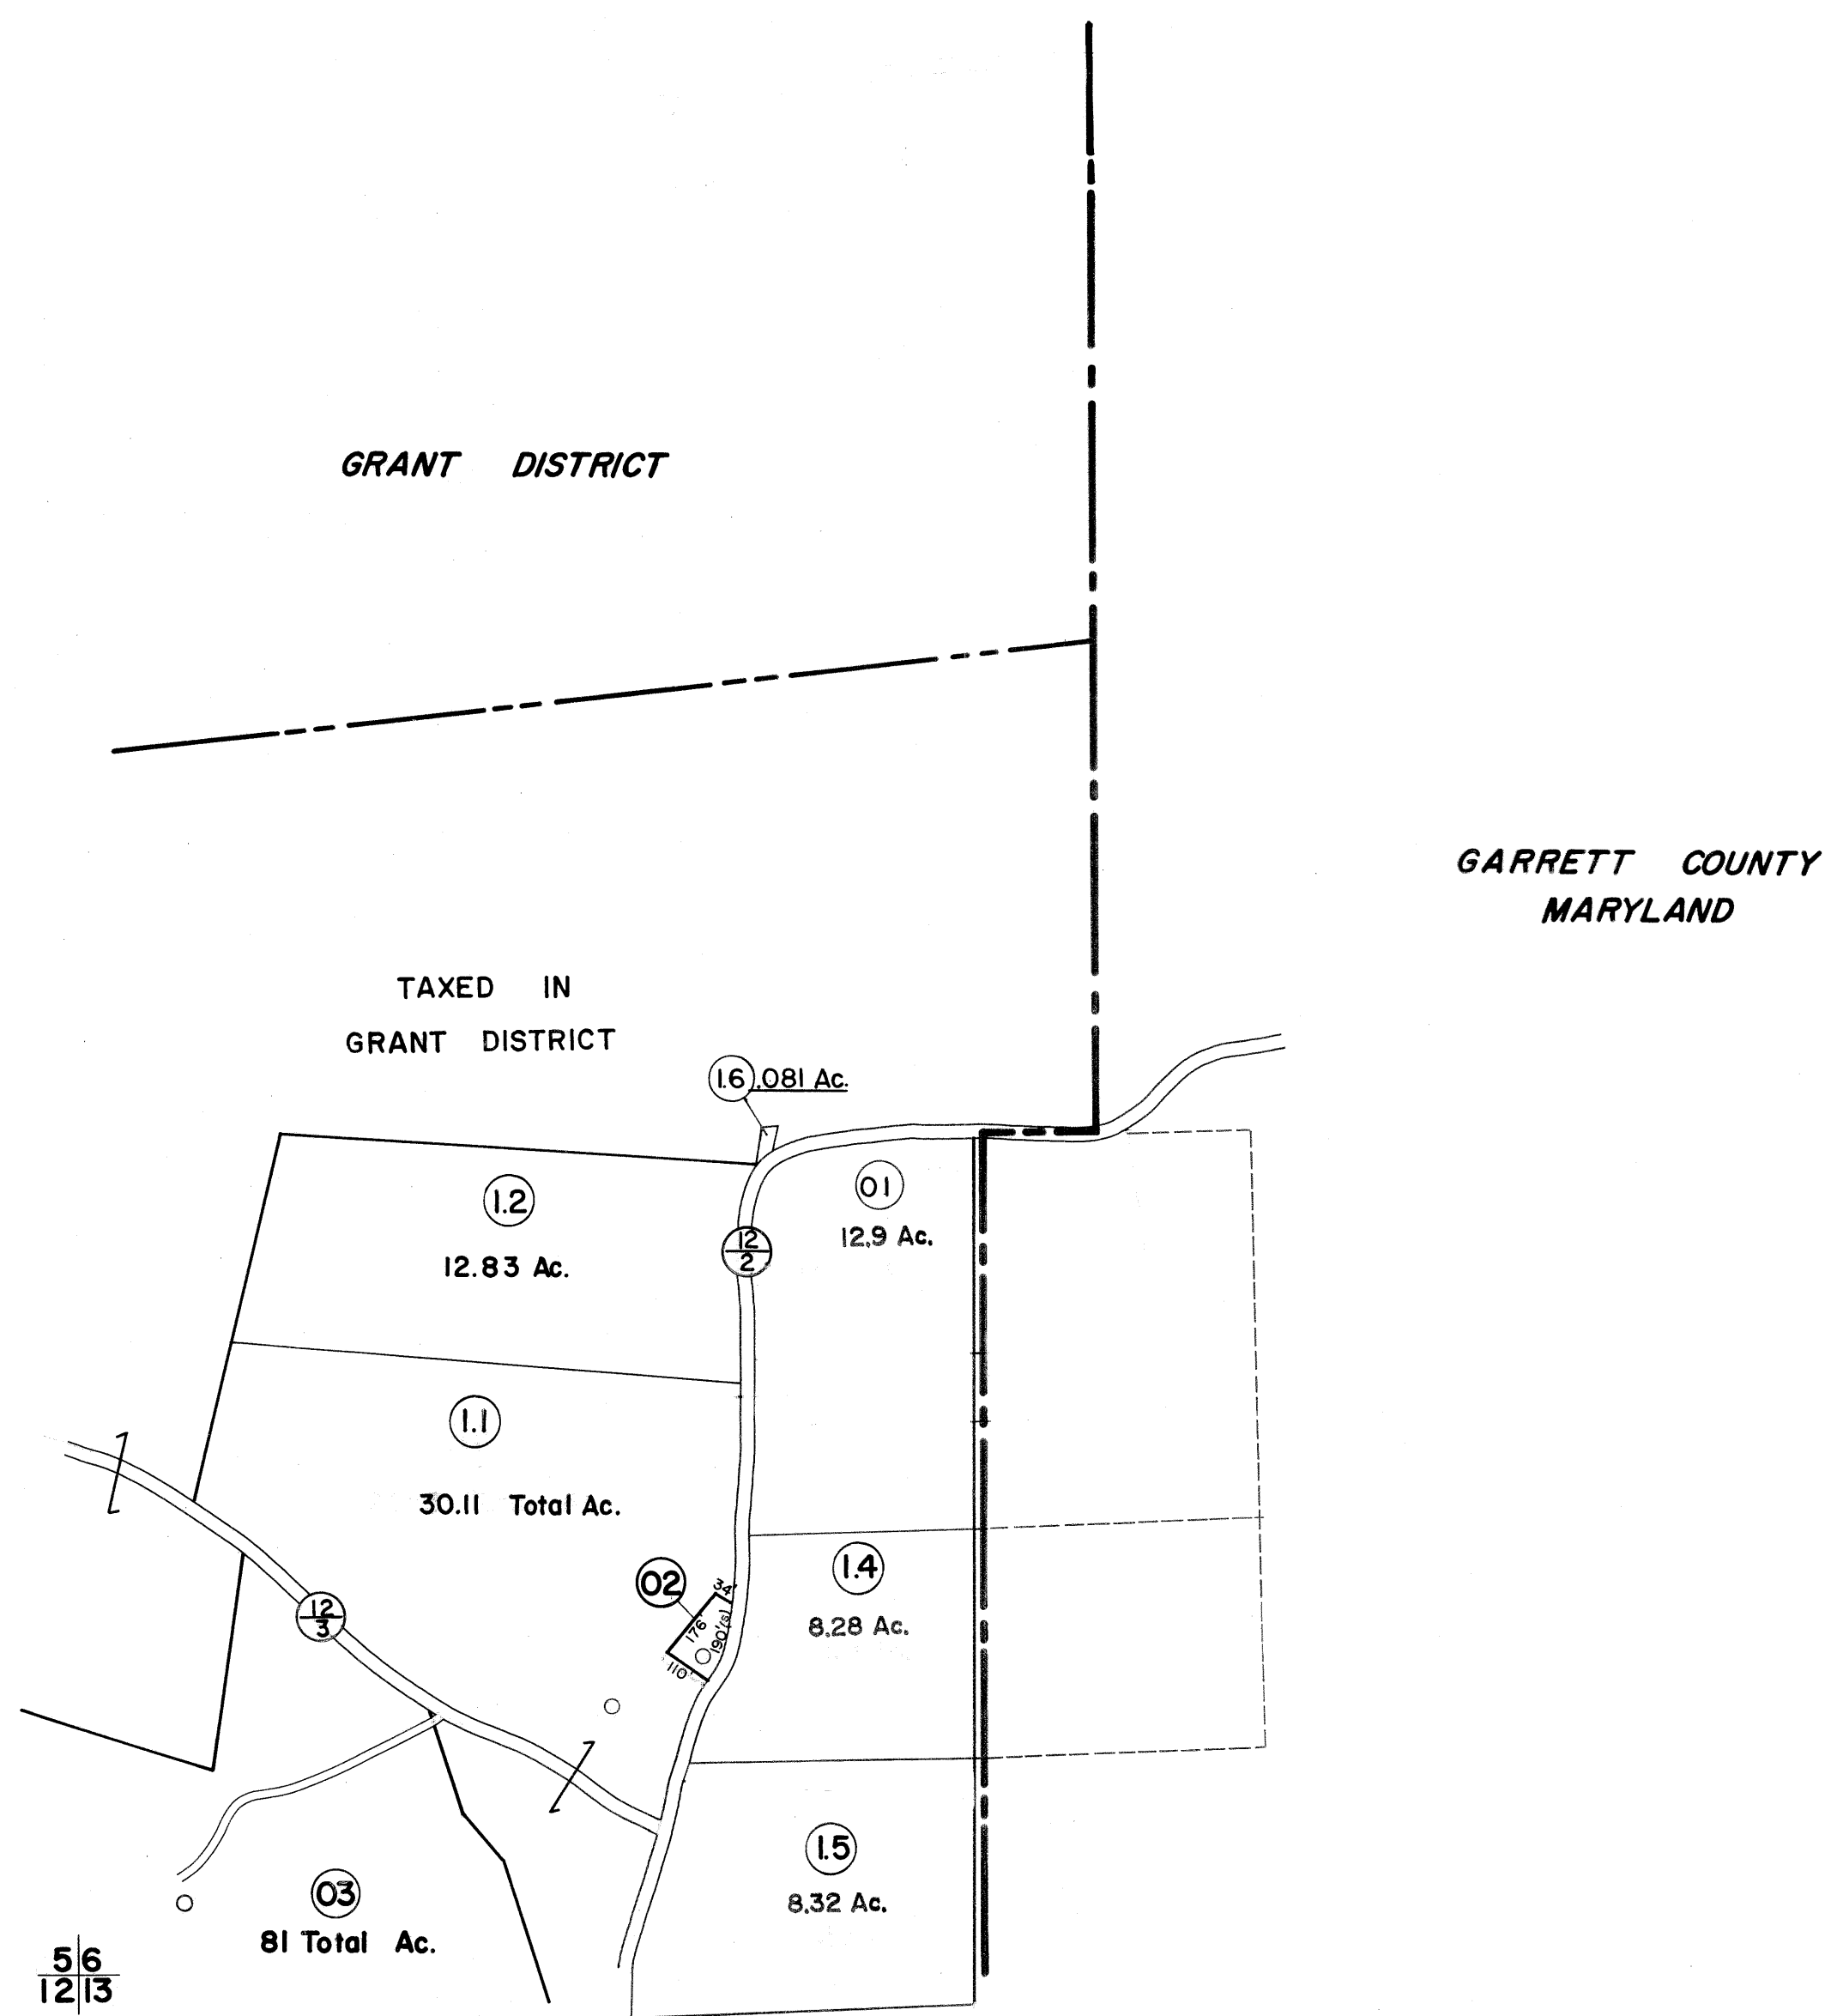 GRANT DISTRICT
GARRETT COUNTY
MARYLAND
TAXED IN
GRANT DISTRICT
1.6 .081 Ac.
1.2
12.83 Ac.
12
2
01
12.9 Ac.
1.1
30.11 Total Ac.
02
34'
176'
190'(s)
110'
1.4
8.28 Ac.
12
3
1.5
8.32 Ac.
03
81 Total Ac.
5 6
12 13